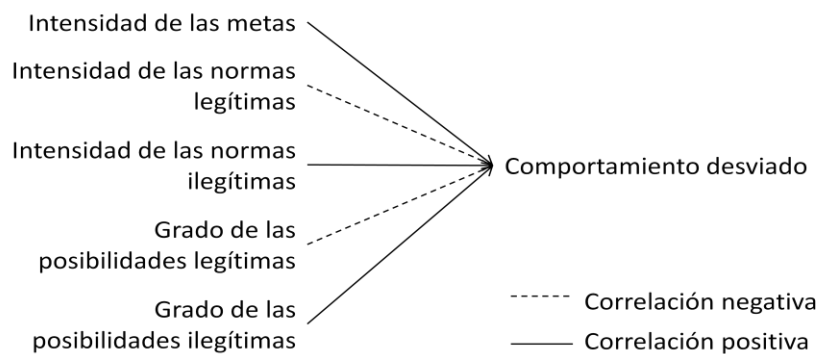 Intensidad de las metas
Intensidad de las normas
legítimas
Intensidad de las normas
ilegítimas
Comportamiento desviado
Grado de las
posibilidades legítimas
Grado de las
posibilidades ilegítimas
Correlación negativa
Correlación positiva